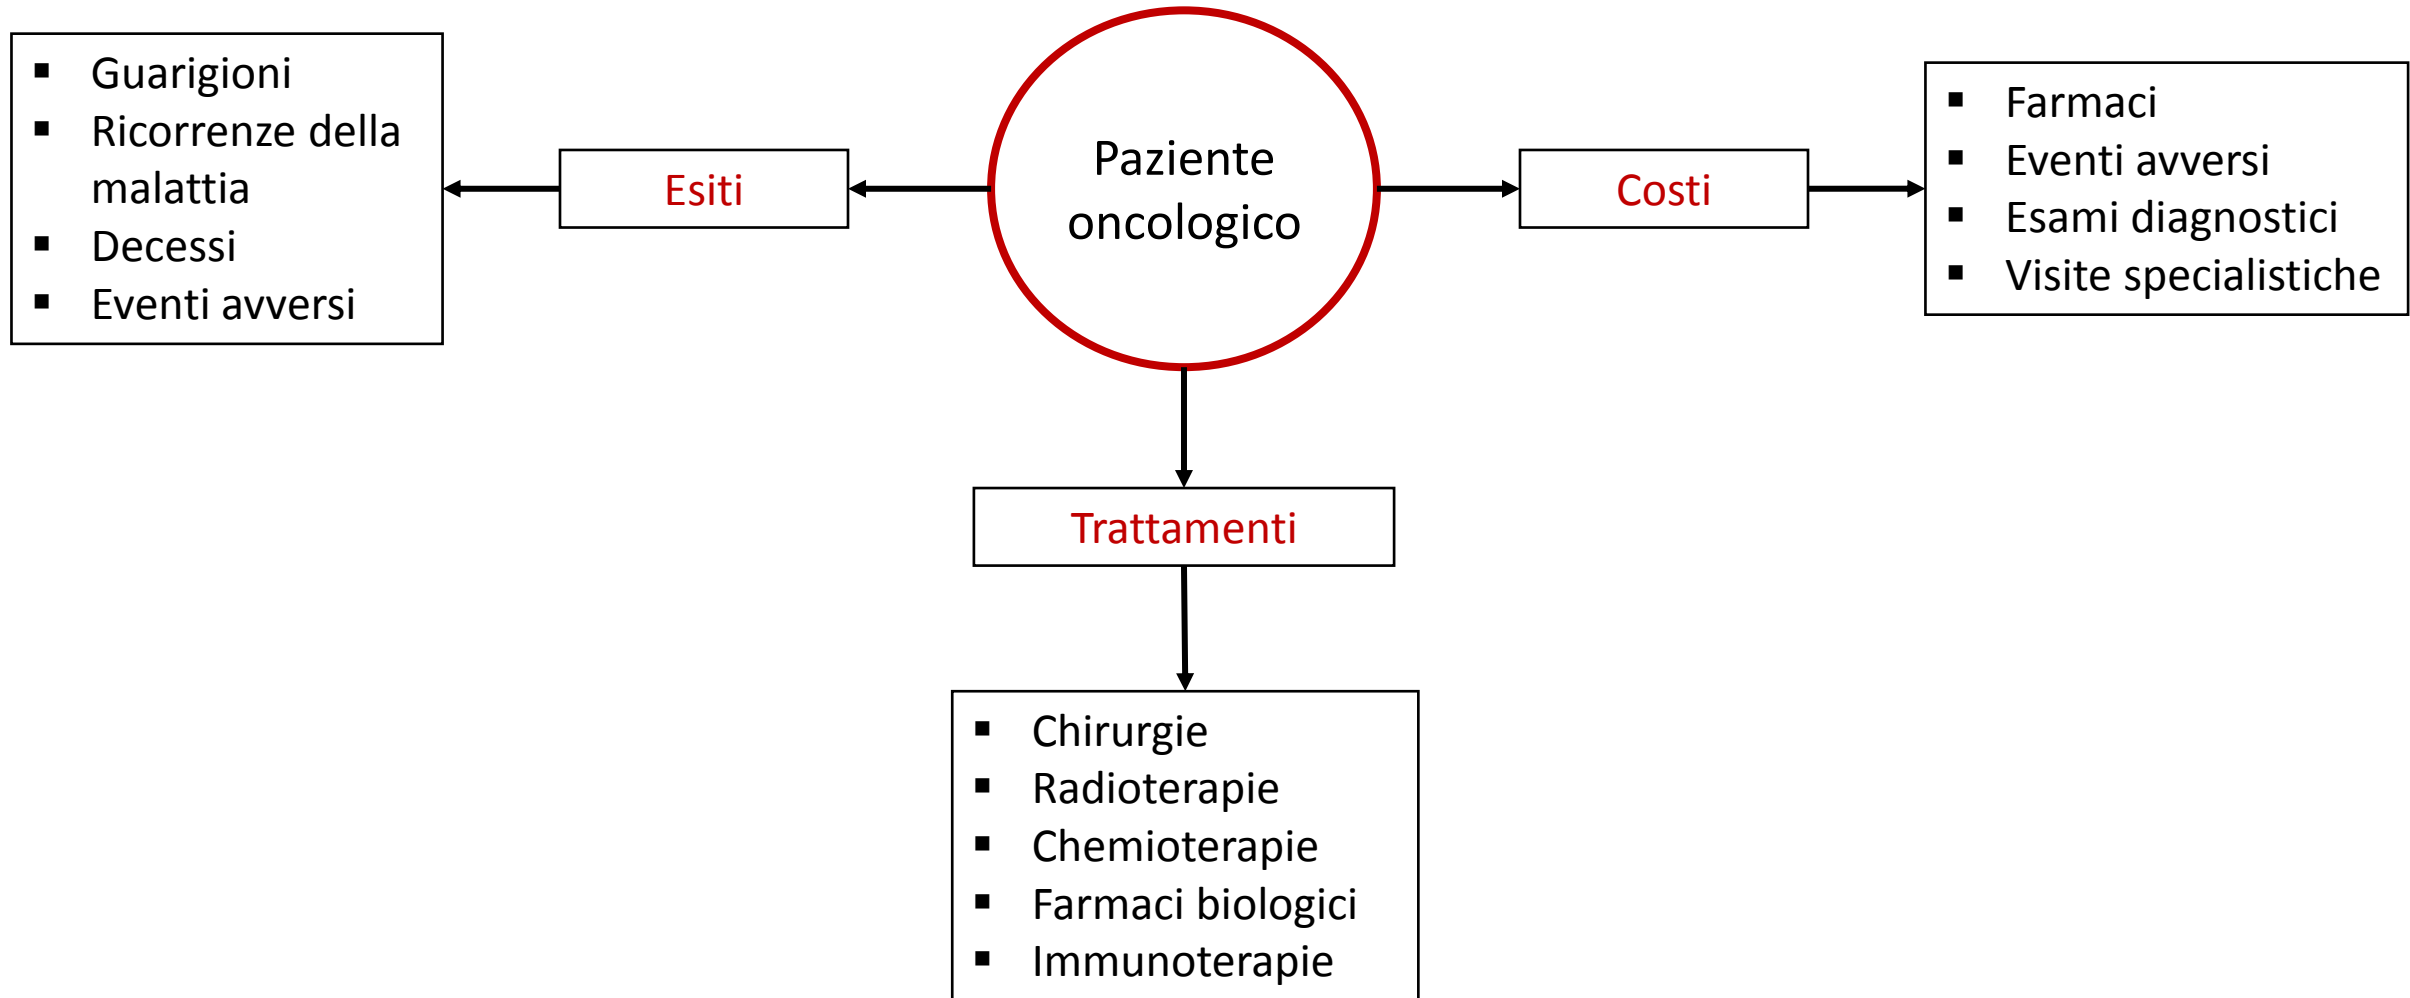 Paziente
oncologico
Esiti
▪ Guarigioni
▪ Ricorrenze della
malattia
▪ Decessi
▪ Eventi avversi
Costi
▪ Farmaci
▪ Eventi avversi
▪ Esami diagnostici
▪ Visite specialistiche
Trattamenti
▪ Chirurgie
▪ Radioterapie
▪ Chemioterapie
▪ Farmaci biologici
▪ Immunoterapie